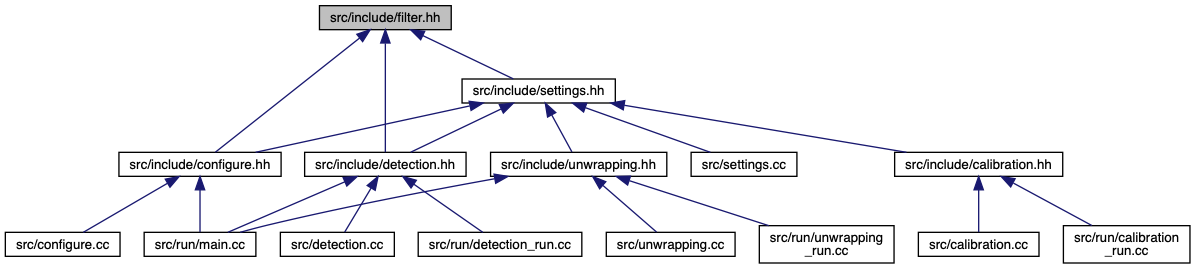 src/include/filter.hh
src/include/settings.hh
src/include/configure.hh
src/include/detection.hh
src/include/unwrapping.hh
src/settings.cc
src/include/calibration.hh
src/configure.cc
src/run/main.cc
src/detection.cc
src/run/detection_run.cc
src/unwrapping.cc
src/run/unwrapping
_run.cc
src/calibration.cc
src/run/calibration
_run.cc